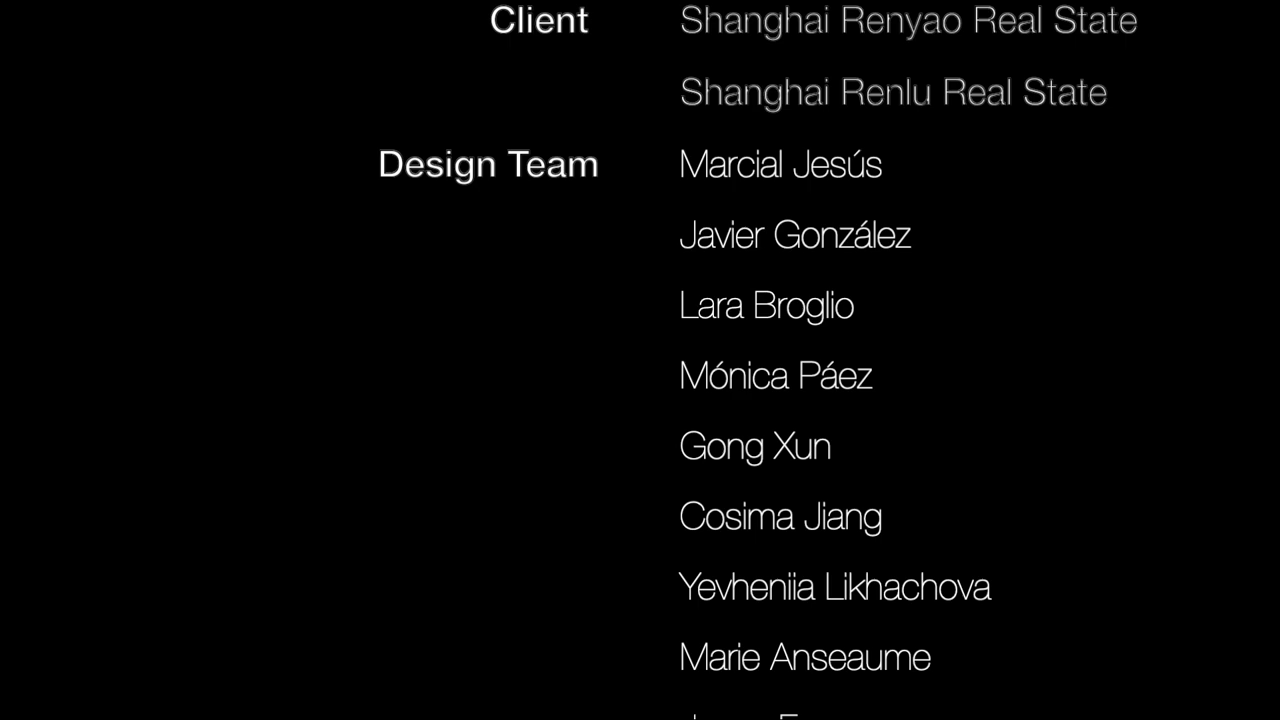 Client Shanghai Renyao Real State
Shanghai Renlu Real State
Design Team Marcial Jesús
Javier González
Lara Broglio
Mónica Páez
Gong Xun
Cosima Jiang
Yevheniia Likhachova
Marie Anseaume